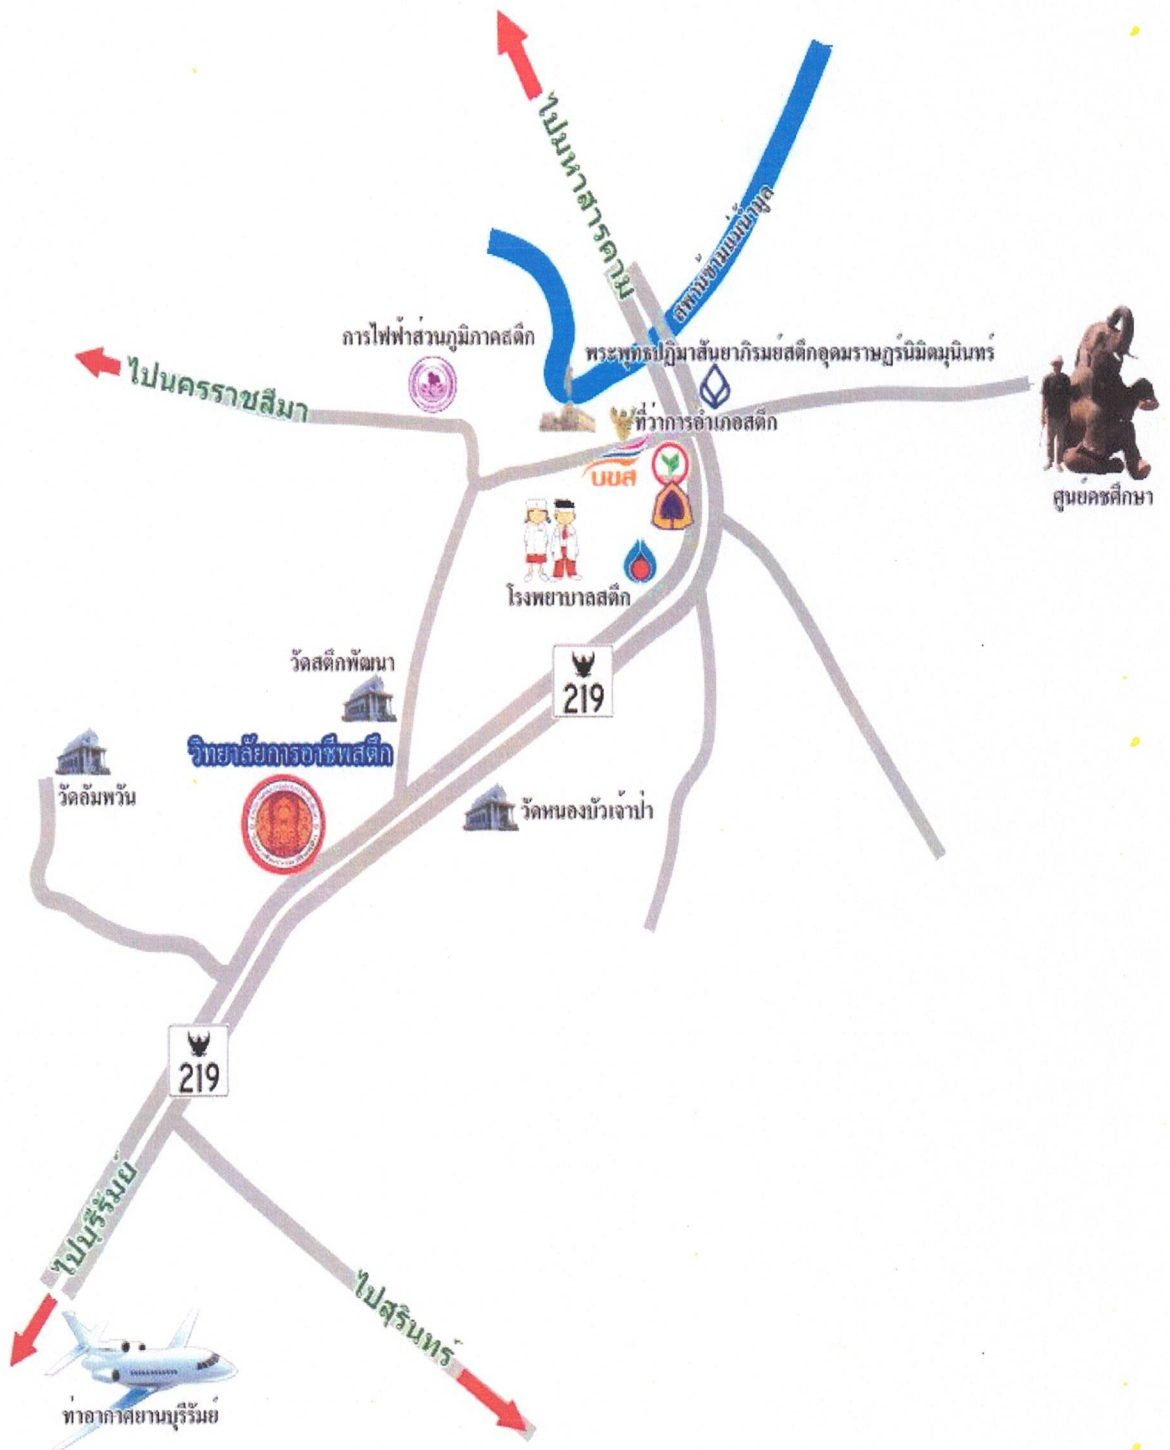 ไปมหาสารคาม
สพานข้ามแม่น้ำมูล
การไฟฟ้าส่วนภูมิภาคสตึก
พระพุทธปฏิมาสันยาภิรมย์สตึกอุดมราษฎร์นิมิตมุนินทร์
ไปนครราชสีมา
ที่ว่าการอำเภอสตึก
บขส
ศูนย์คชศึกษา
โรงพยาบาลสตึก
วัดสตึกพัฒนา
219
วิทยาลัยการอาชีพสตึก
วัดอัมพวัน
วัดหนองบัวเจ้าป่า
219
ไปบุรีรัมย์
ไปสุรินทร์
ท่าอากาศยานบุรีรัมย์